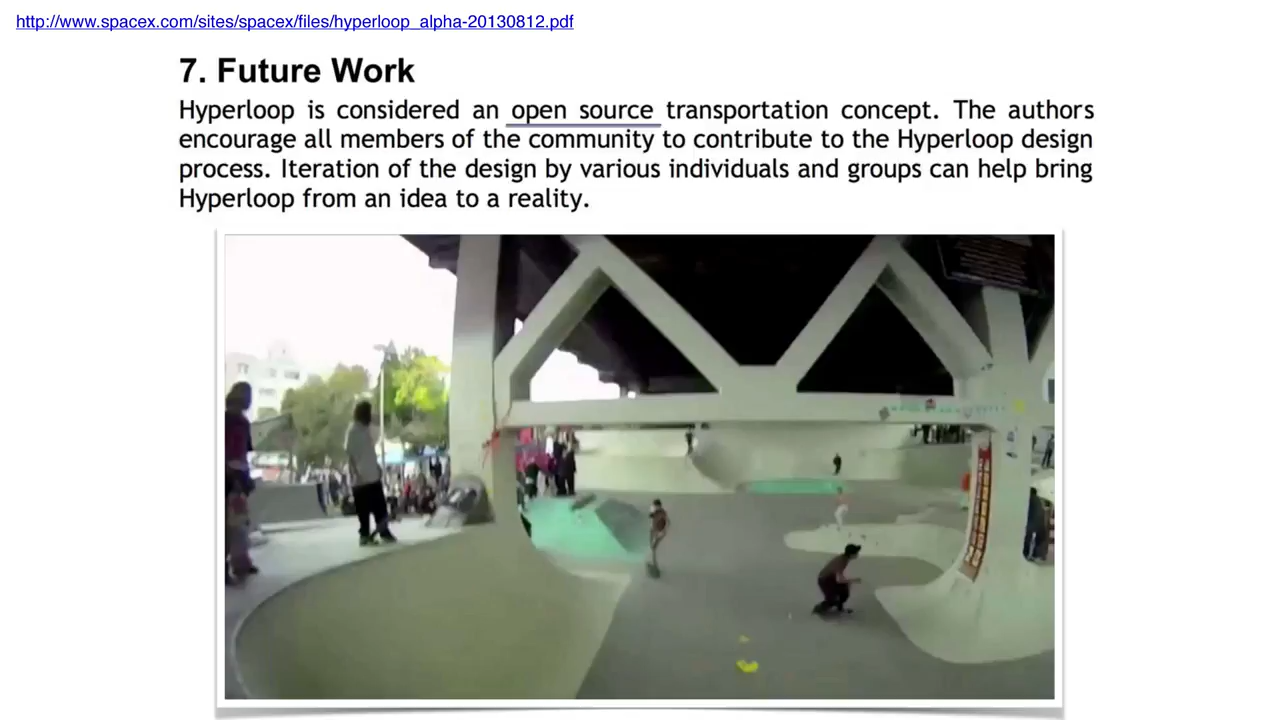 http://www.spacex.com/sites/spacex/files/hyperloop_alpha-20130812.pdf
7. Future Work
Hyperloop is considered an open source transportation concept. The authors
encourage all members of the community to contribute to the Hyperloop design
process. Iteration of the design by various individuals and groups can help bring
Hyperloop from an idea to a reality.